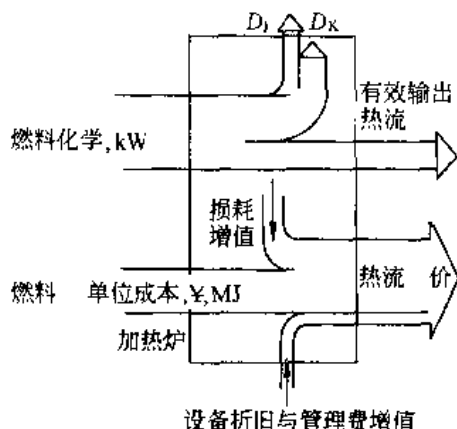 D_J D_K
有效输出
热流
燃料化学,kW
损耗
增值
燃料 单位成本,¥,MJ
热流 价
加热炉
设备折旧与管理费增值